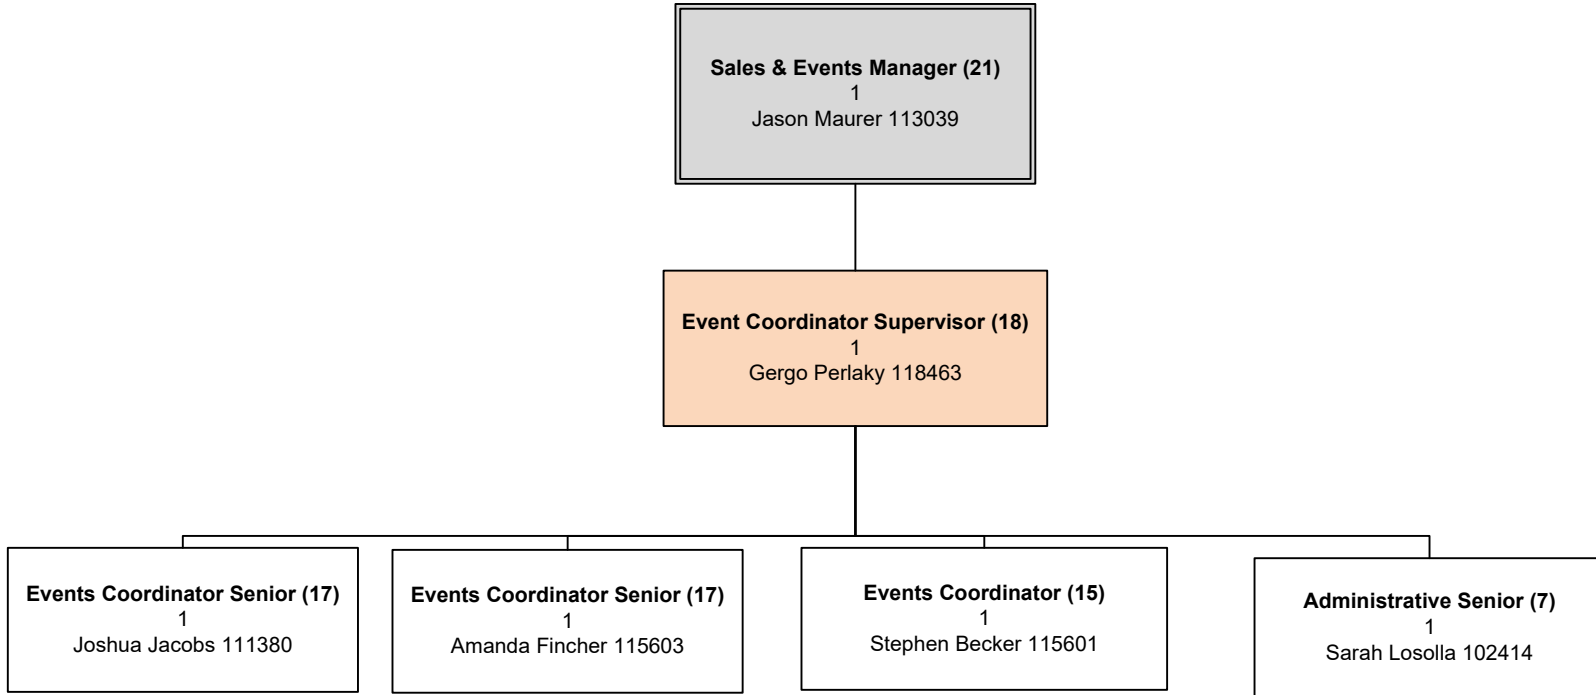 Sales & Events Manager (21)
1
Jason Maurer 113039
Event Coordinator Supervisor (18)
1
Gergo Perlaky 118463
Events Coordinator Senior (17)
1
Joshua Jacobs 111380
Events Coordinator Senior (17)
1
Amanda Fincher 115603
Events Coordinator (15)
1
Stephen Becker 115601
Administrative Senior (7)
1
Sarah Losolla 102414